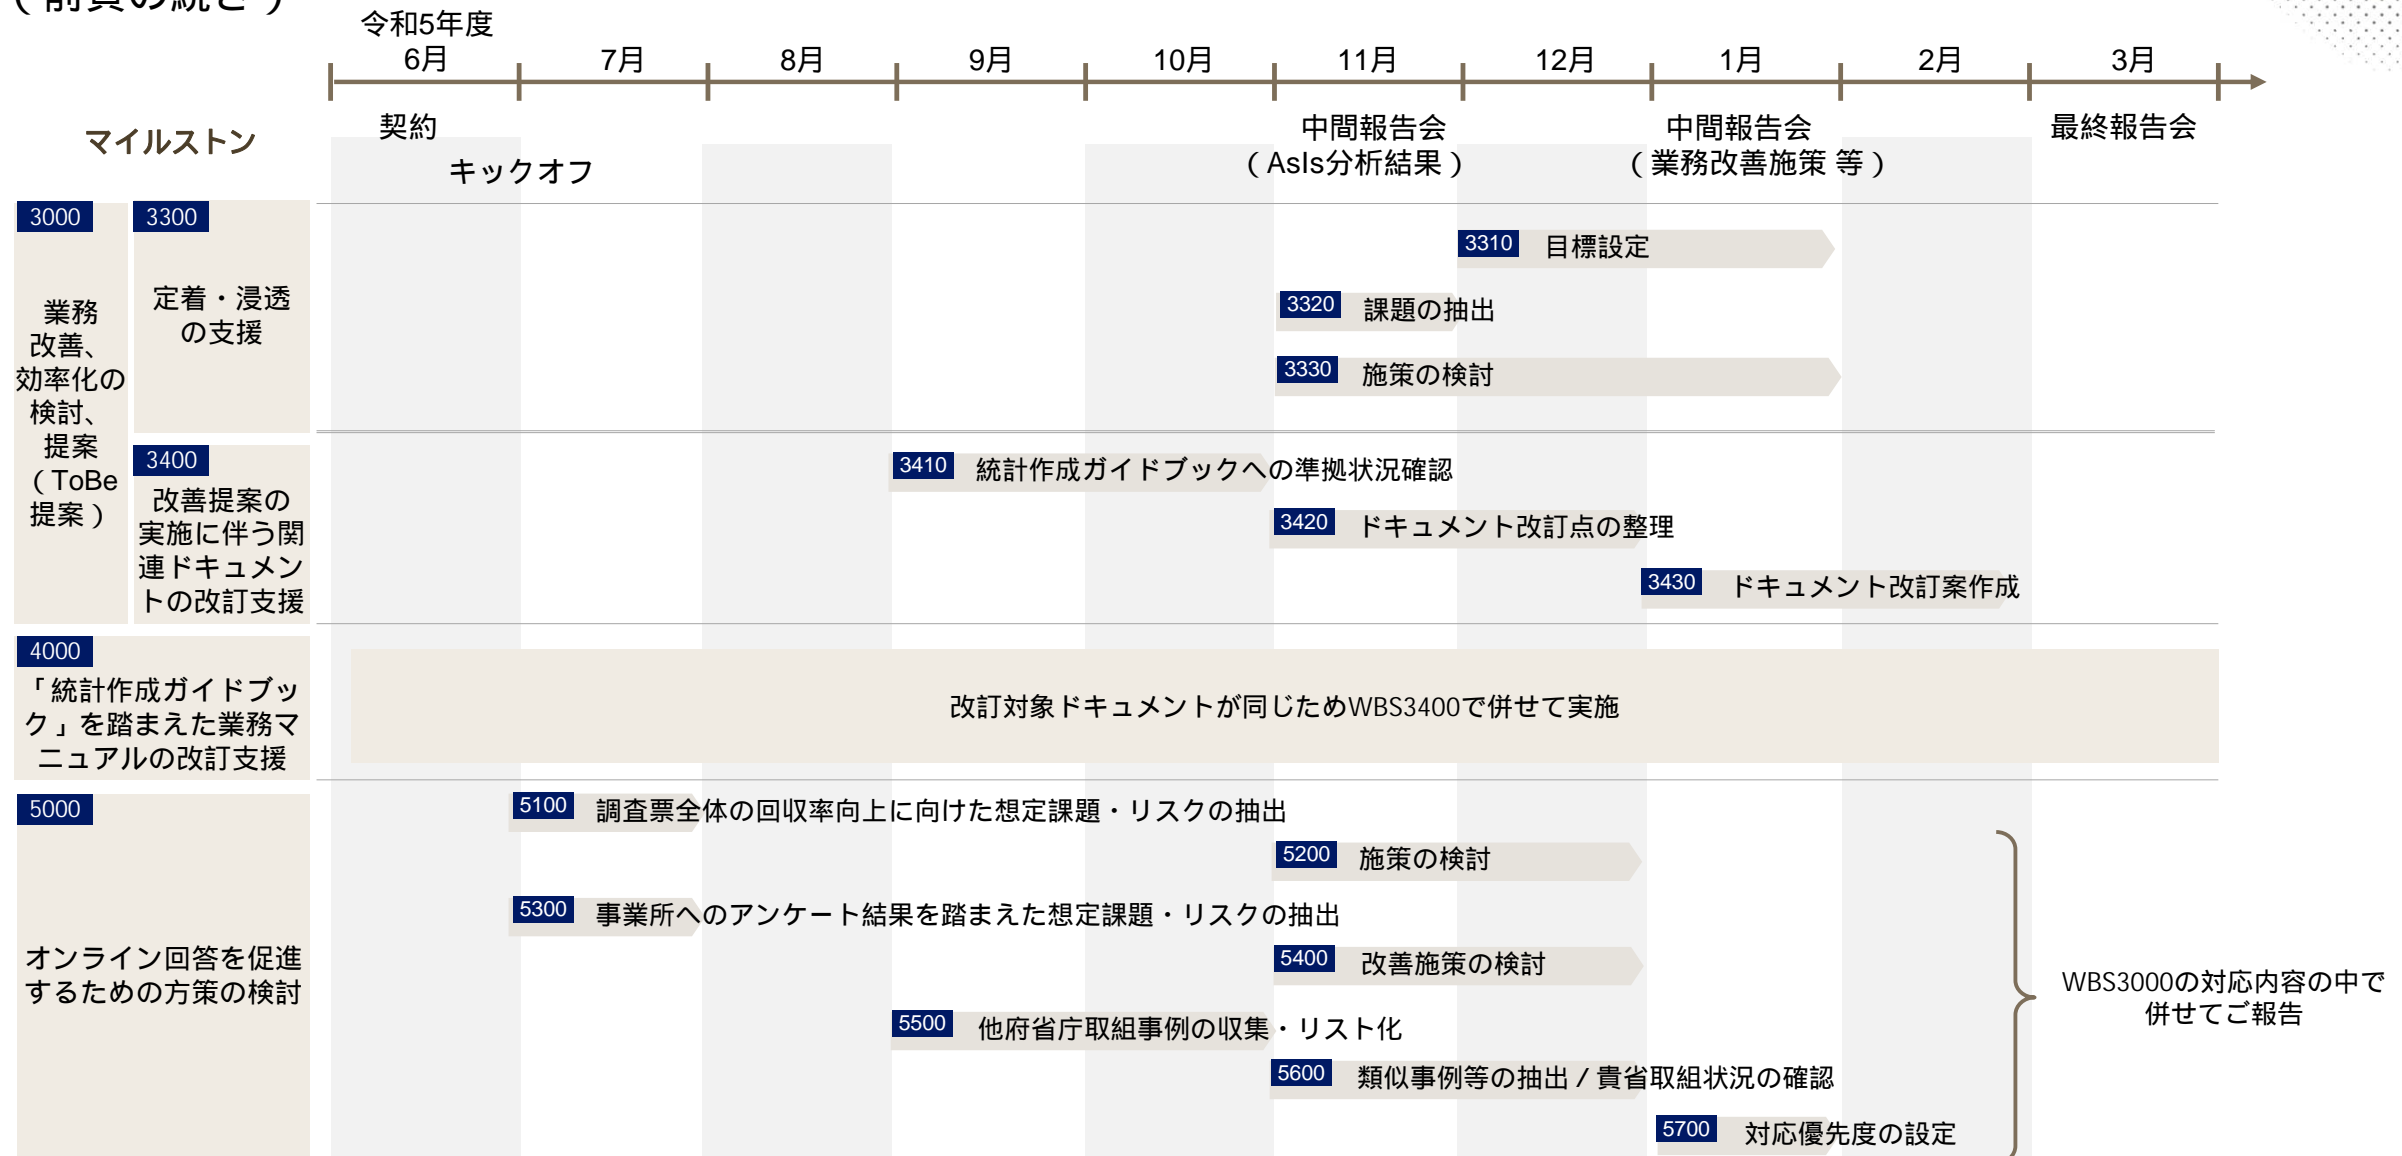 （前頁の続き）
令和5年度
6月
7月
8月
9月
10月
11月
12月
1月
2月
3月
マイルストン
契約
キックオフ
中間報告会
（AsIs分析結果）
中間報告会
（業務改善施策 等）
最終報告会
3000
業務
改善、
効率化の
検討、
提案
（ToBe
提案）
3300
定着・浸透
の支援
3310 目標設定
3320 課題の抽出
3330 施策の検討
3400
改善提案の
実施に伴う関
連ドキュメン
トの改訂支援
3410 統計作成ガイドブックへの準拠状況確認
3420 ドキュメント改訂点の整理
3430 ドキュメント改訂案作成
4000
「統計作成ガイドブッ
ク」を踏まえた業務マ
ニュアルの改訂支援
改訂対象ドキュメントが同じためWBS3400で併せて実施
5000
オンライン回答を促進
するための方策の検討
5100 調査票全体の回収率向上に向けた想定課題・リスクの抽出
5200 施策の検討
5300 事業所へのアンケート結果を踏まえた想定課題・リスクの抽出
5400 改善施策の検討
5500 他府省庁取組事例の収集・リスト化
5600 類似事例等の抽出 / 貴省取組状況の確認
5700 対応優先度の設定
WBS3000の対応内容の中で
併せてご報告